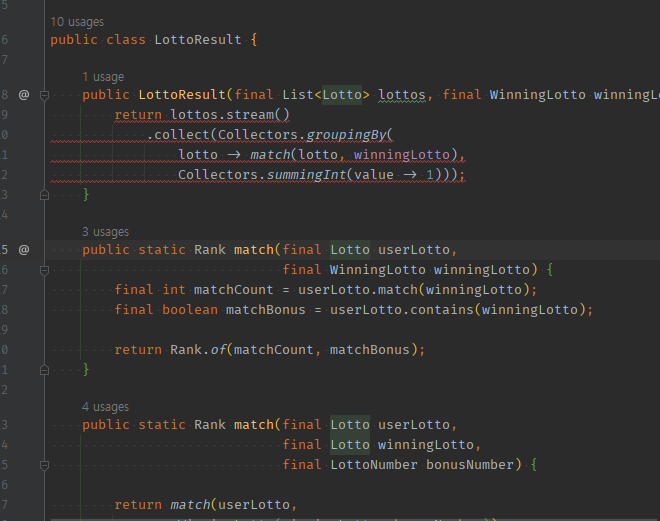 5
10 usages
6 public class LottoResult {
7
1 usage
8 @ public LottoResult(final List<Lotto> lottos, final WinningLotto winningLo
9 return lottos.stream()
0 .collect(Collectors.groupingBy(
1 lotto -> match(lotto, winningLotto),
2 Collectors.summingInt(value -> 1)));
3 }
4
3 usages
5 @ public static Rank match(final Lotto userLotto,
6 final WinningLotto winningLotto) {
7 final int matchCount = userLotto.match(winningLotto);
8 final boolean matchBonus = userLotto.contains(winningLotto);
9
0 return Rank.of(matchCount, matchBonus);
1 }
2
4 usages
3 public static Rank match(final Lotto userLotto,
4 final Lotto winningLotto,
5 final LottoNumber bonusNumber) {
6
7 return match(userLotto,